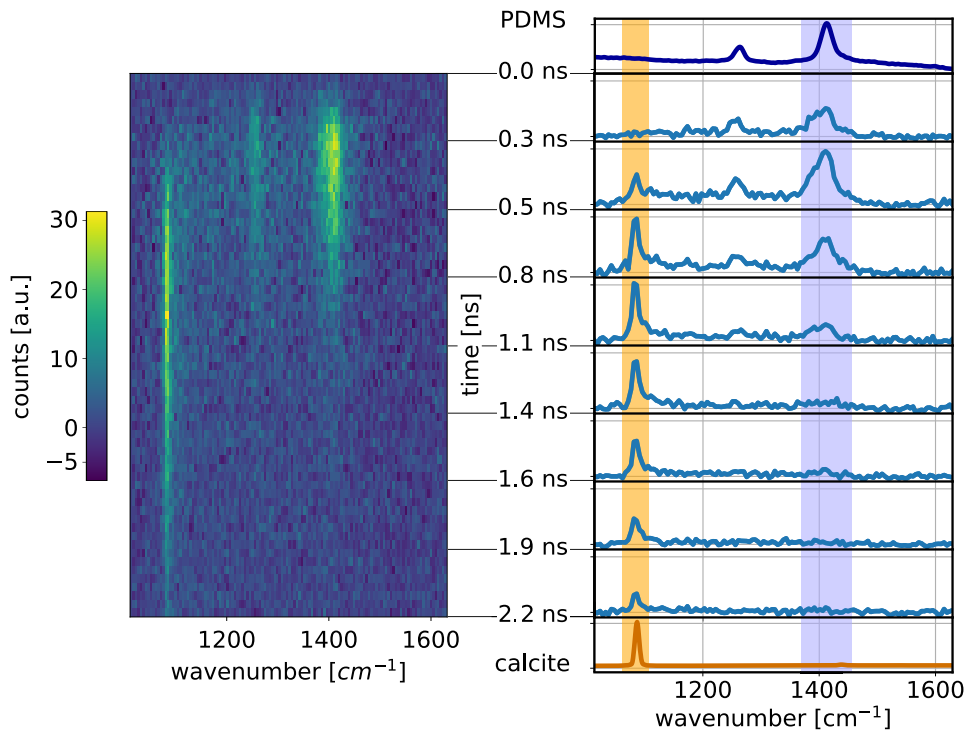 PDMS
0.0 ns
0.3 ns
0.5 ns
0.8 ns
1.1 ns
1.4 ns
1.6 ns
1.9 ns
2.2 ns
calcite
time [ns]
counts [a.u.]
30
20
10
0
−5
1200 1400 1600
wavenumber [cm⁻¹]
1200 1400 1600
wavenumber [cm⁻¹]